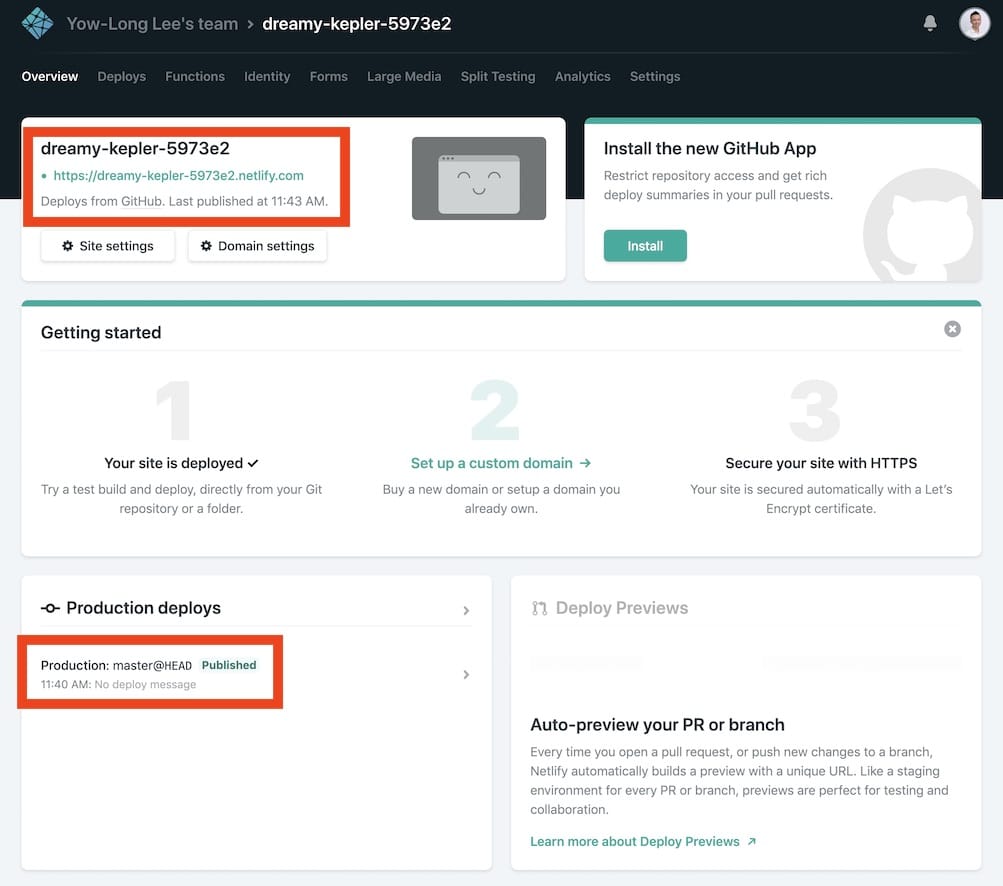 Yow-Long Lee's team > dreamy-kepler-5973e2
Overview Deploys Functions Identity Forms Large Media Split Testing Analytics Settings
dreamy-kepler-5973e2
https://dreamy-kepler-5973e2.netlify.com
Deploys from GitHub. Last published at 11:43 AM.
Site settings
Domain settings
Install the new GitHub App
Restrict repository access and get rich
deploy summaries in your pull requests.
Install
Getting started
1
Your site is deployed ✓
Try a test build and deploy, directly from your Git
repository or a folder.
2
Set up a custom domain →
Buy a new domain or setup a domain you
already own.
3
Secure your site with HTTPS
Your site is secured automatically with a Let's
Encrypt certificate.
Production deploys
Production: master@HEAD Published
11:40 AM: No deploy message
Deploy Previews
Auto-preview your PR or branch
Every time you open a pull request, or push new changes to a branch,
Netlify automatically builds a preview with a unique URL. Like a staging
environment for every PR or branch, previews are perfect for testing and
collaboration.
Learn more about Deploy Previews ↗